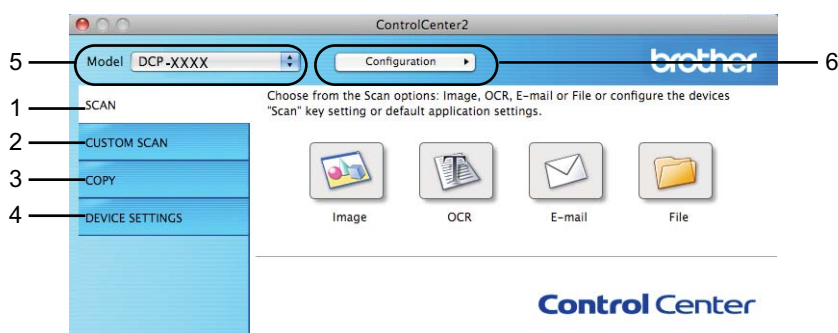 ControlCenter2
5
Model DCP-XXXX
Configuration
6
brother
1
SCAN
Choose from the Scan options: Image, OCR, E-mail or File or configure the devices
"Scan" key setting or default application settings.
2
CUSTOM SCAN
3
COPY
4
DEVICE SETTINGS
Image
OCR
E-mail
File
Control Center